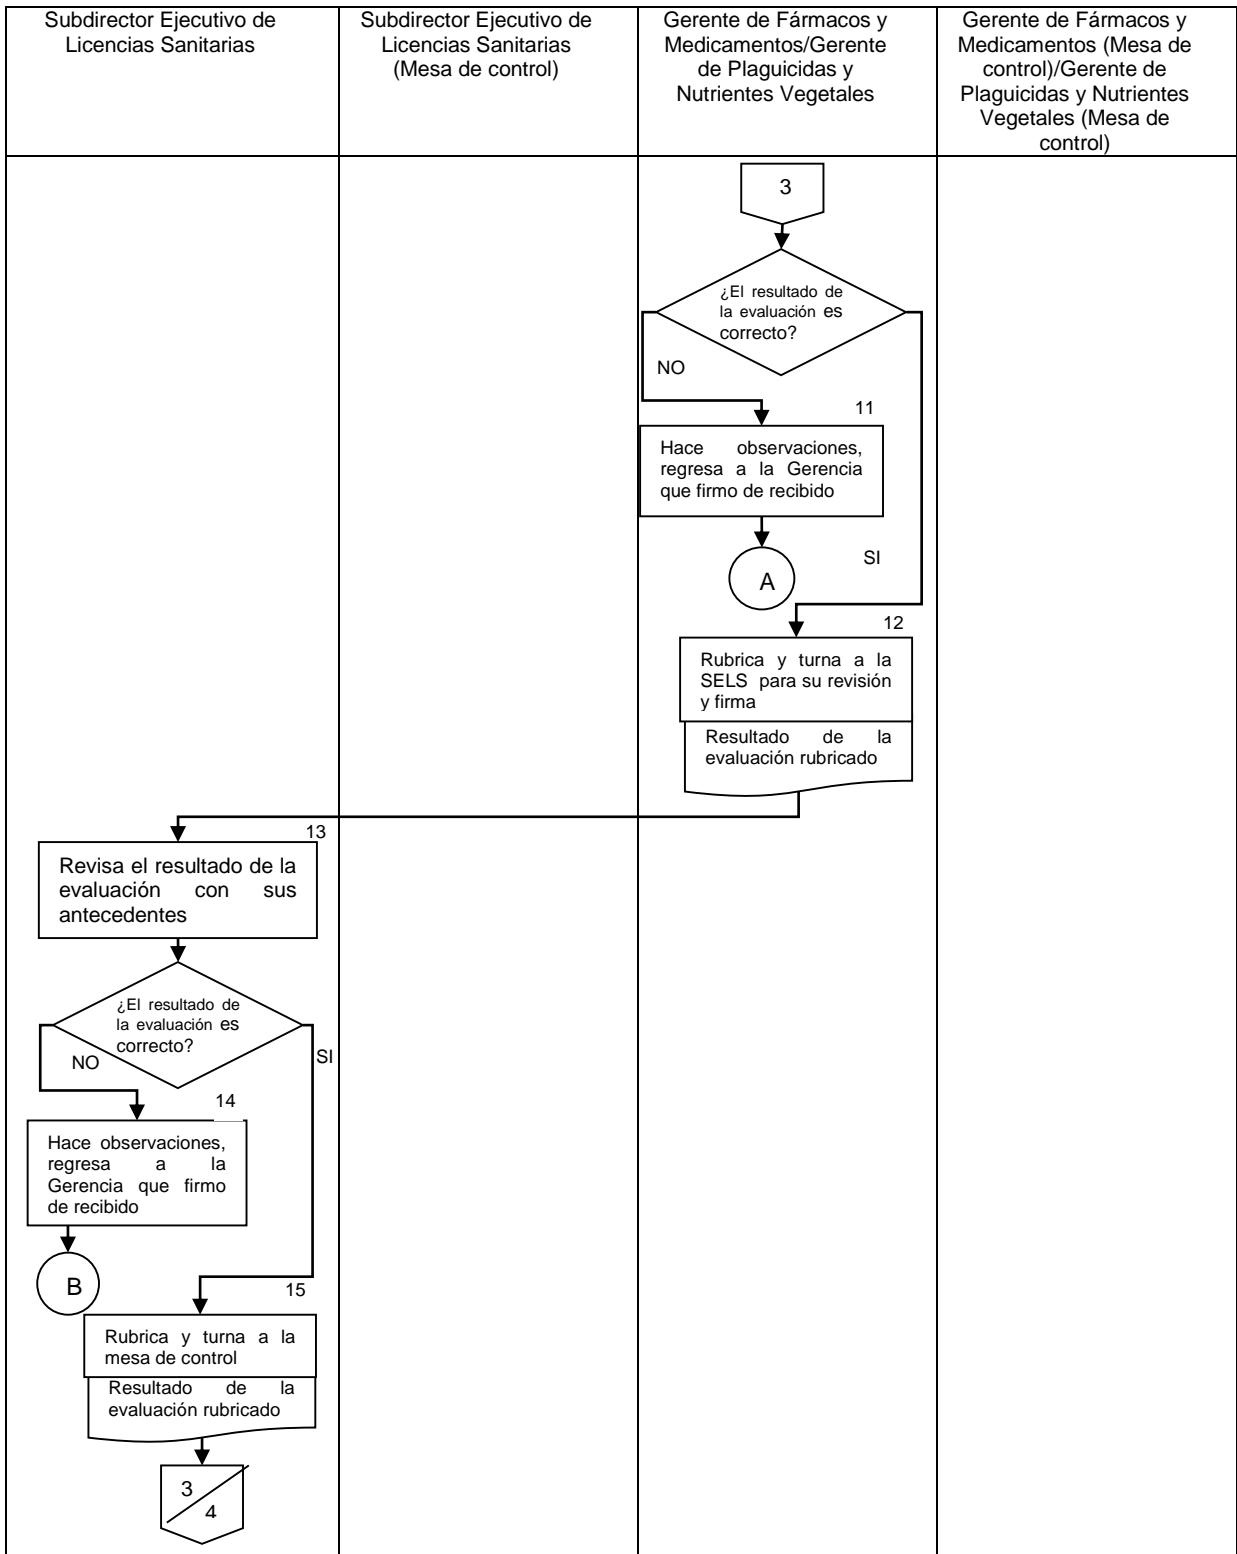 Subdirector Ejecutivo de
Licencias Sanitarias
Subdirector Ejecutivo de
Licencias Sanitarias
(Mesa de control)
Gerente de Fármacos y
Medicamentos/Gerente
de Plaguicidas y
Nutrientes Vegetales
Gerente de Fármacos y
Medicamentos (Mesa de
control)/Gerente de
Plaguicidas y Nutrientes
Vegetales (Mesa de
control)
3
¿El resultado de
la evaluación es
correcto?
NO
11
Hace observaciones,
regresa a la Gerencia
que firmo de recibido
SI
A
12
Rubrica y turna a la
SELS para su revisión
y firma
Resultado de la
evaluación rubricado
13
Revisa el resultado de la
evaluación con sus
antecedentes
¿El resultado de
la evaluación es
correcto?
NO
SI
14
Hace observaciones,
regresa a la
Gerencia que firmo
de recibido
B
15
Rubrica y turna a la
mesa de control
Resultado de la
evaluación rubricado
3
4